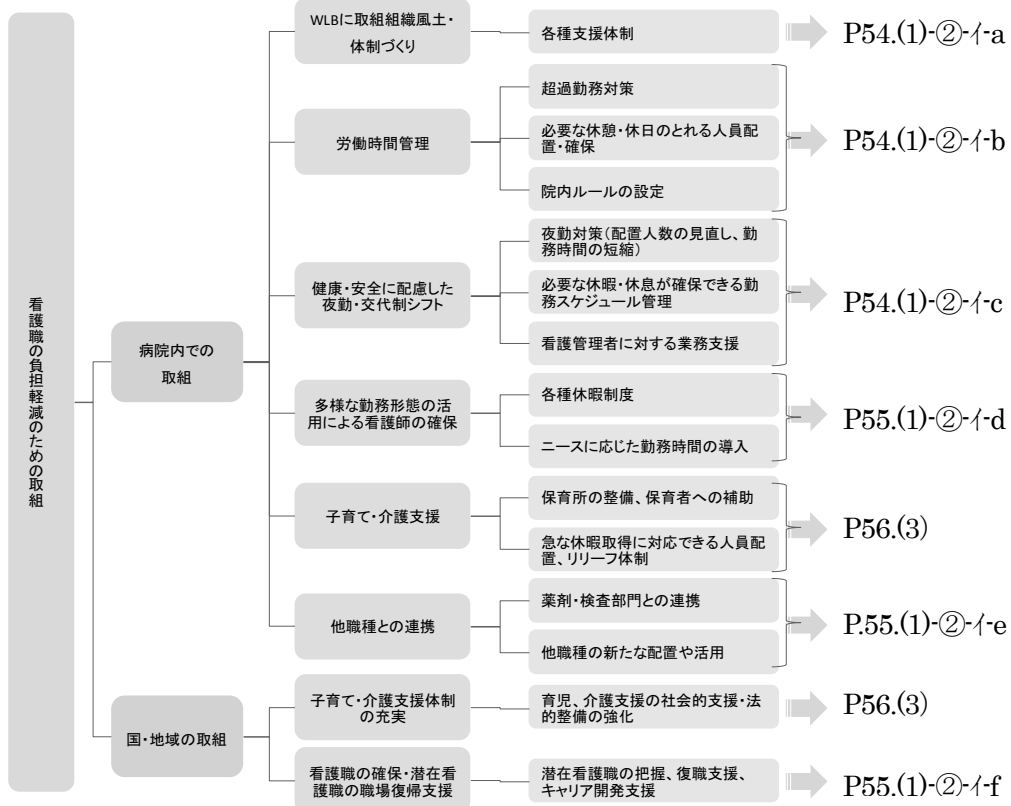 看護職の負担軽減のための取組
病院内での
取組
WLBに取組組織風土・
体制づくり
各種支援体制
P54.(1)-②-ｲ-a
労働時間管理
超過勤務対策
必要な休憩・休日のとれる人員配
置・確保
院内ルールの設定
P54.(1)-②-ｲ-b
健康・安全に配慮した
夜勤・交代制シフト
夜勤対策（配置人数の見直し、勤
務時間の短縮）
必要な休暇・休息が確保できる勤
務スケジュール管理
看護管理者に対する業務支援
P54.(1)-②-ｲ-c
多様な勤務形態の活
用による看護師の確保
各種休暇制度
ニースに応じた勤務時間の導入
P55.(1)-②-ｲ-d
子育て・介護支援
保育所の整備、保育者への補助
急な休暇取得に対応できる人員配
置、リリーフ体制
P56.(3)
他職種との連携
薬剤・検査部門との連携
他職種の新たな配置や活用
P.55.(1)-②-ｲ-e
国・地域の取組
子育て・介護支援体制
の充実
育児、介護支援の社会的支援・法
的整備の強化
P56.(3)
看護職の確保・潜在看
護職の職場復帰支援
潜在看護職の把握、復職支援、
キャリア開発支援
P55.(1)-②-ｲ-f